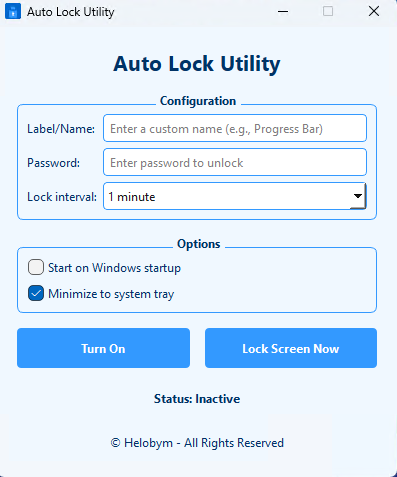 Auto Lock Utility
Auto Lock Utility
Configuration
Label/Name: Enter a custom name (e.g., Progress Bar)
Password: Enter password to unlock
Lock interval: 1 minute
Options
Start on Windows startup
Minimize to system tray
Turn On Lock Screen Now
Status: Inactive
© Helobym - All Rights Reserved